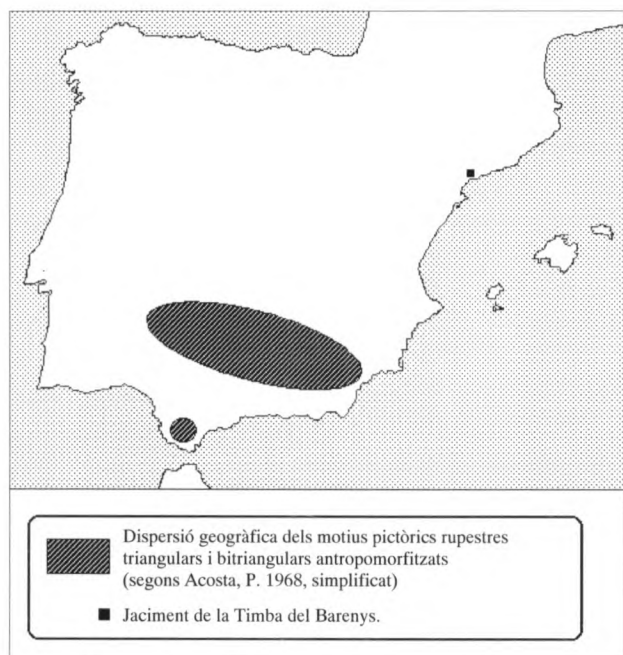 Dispersió geogràfica dels motius pictòrics rupestres
triangulars i bitriangulars antropomorfitzats
(segons Acosta, P. 1968, simplificat)
Jaciment de la Timba del Barenys.